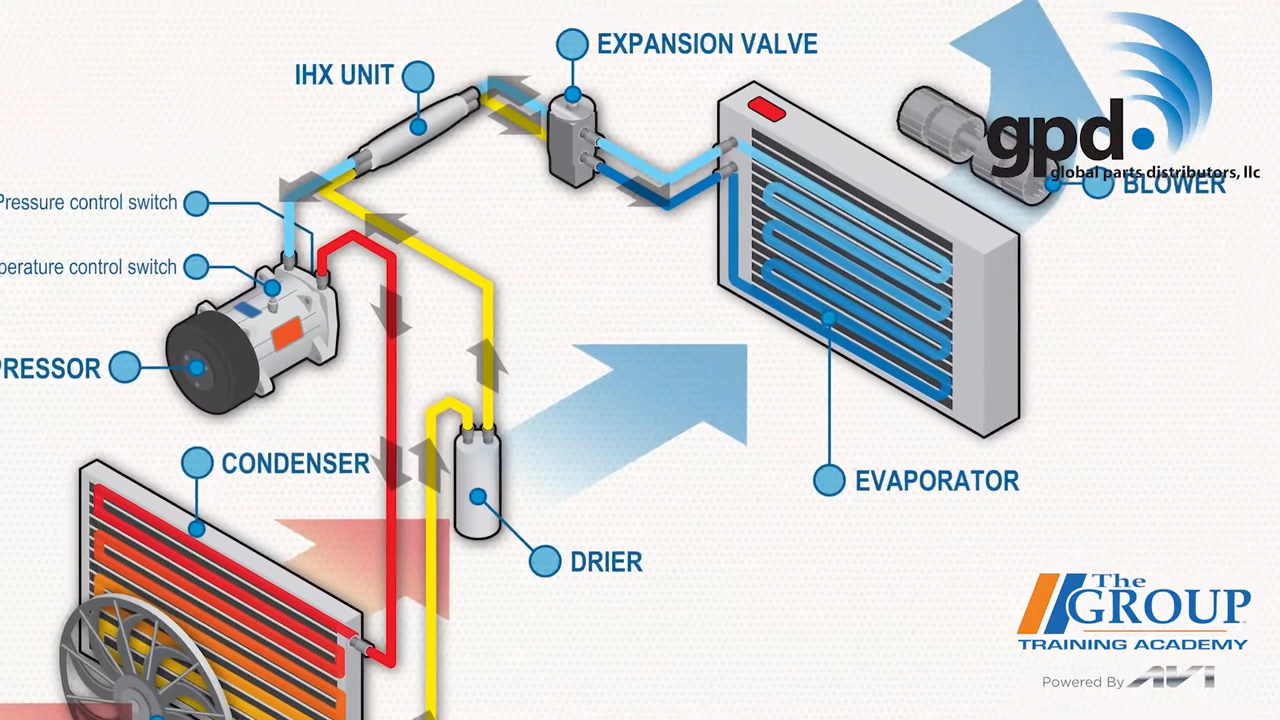 EXPANSION VALVE
IHX UNIT
gpd
global parts distributors, llc
BLOWER
Pressure control switch
perature control switch
PRESSOR
CONDENSER
EVAPORATOR
DRIER
The
GROUP
TRAINING ACADEMY
Powered By AVI